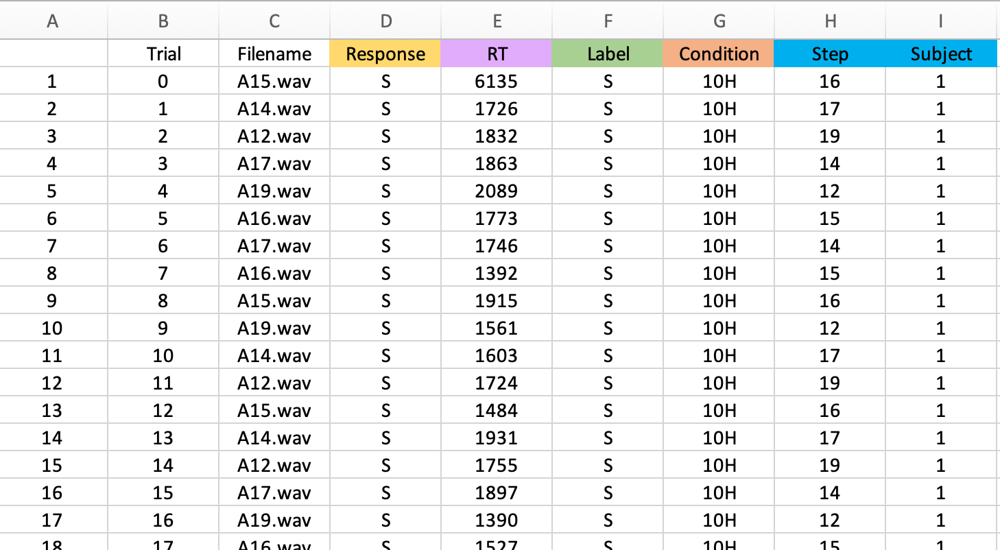 A B C D E F G H I
Trial Filename Response RT Label Condition Step Subject
1 0 A15.wav S 6135 S 10H 16 1
2 1 A14.wav S 1726 S 10H 17 1
3 2 A12.wav S 1832 S 10H 19 1
4 3 A17.wav S 1863 S 10H 14 1
5 4 A19.wav S 2089 S 10H 12 1
6 5 A16.wav S 1773 S 10H 15 1
7 6 A17.wav S 1746 S 10H 14 1
8 7 A16.wav S 1392 S 10H 15 1
9 8 A15.wav S 1915 S 10H 16 1
10 9 A19.wav S 1561 S 10H 12 1
11 10 A14.wav S 1603 S 10H 17 1
12 11 A12.wav S 1724 S 10H 19 1
13 12 A15.wav S 1484 S 10H 16 1
14 13 A14.wav S 1931 S 10H 17 1
15 14 A12.wav S 1755 S 10H 19 1
16 15 A17.wav S 1897 S 10H 14 1
17 16 A19.wav S 1390 S 10H 12 1
18 17 A16.wav S 1527 S 10H 15 1